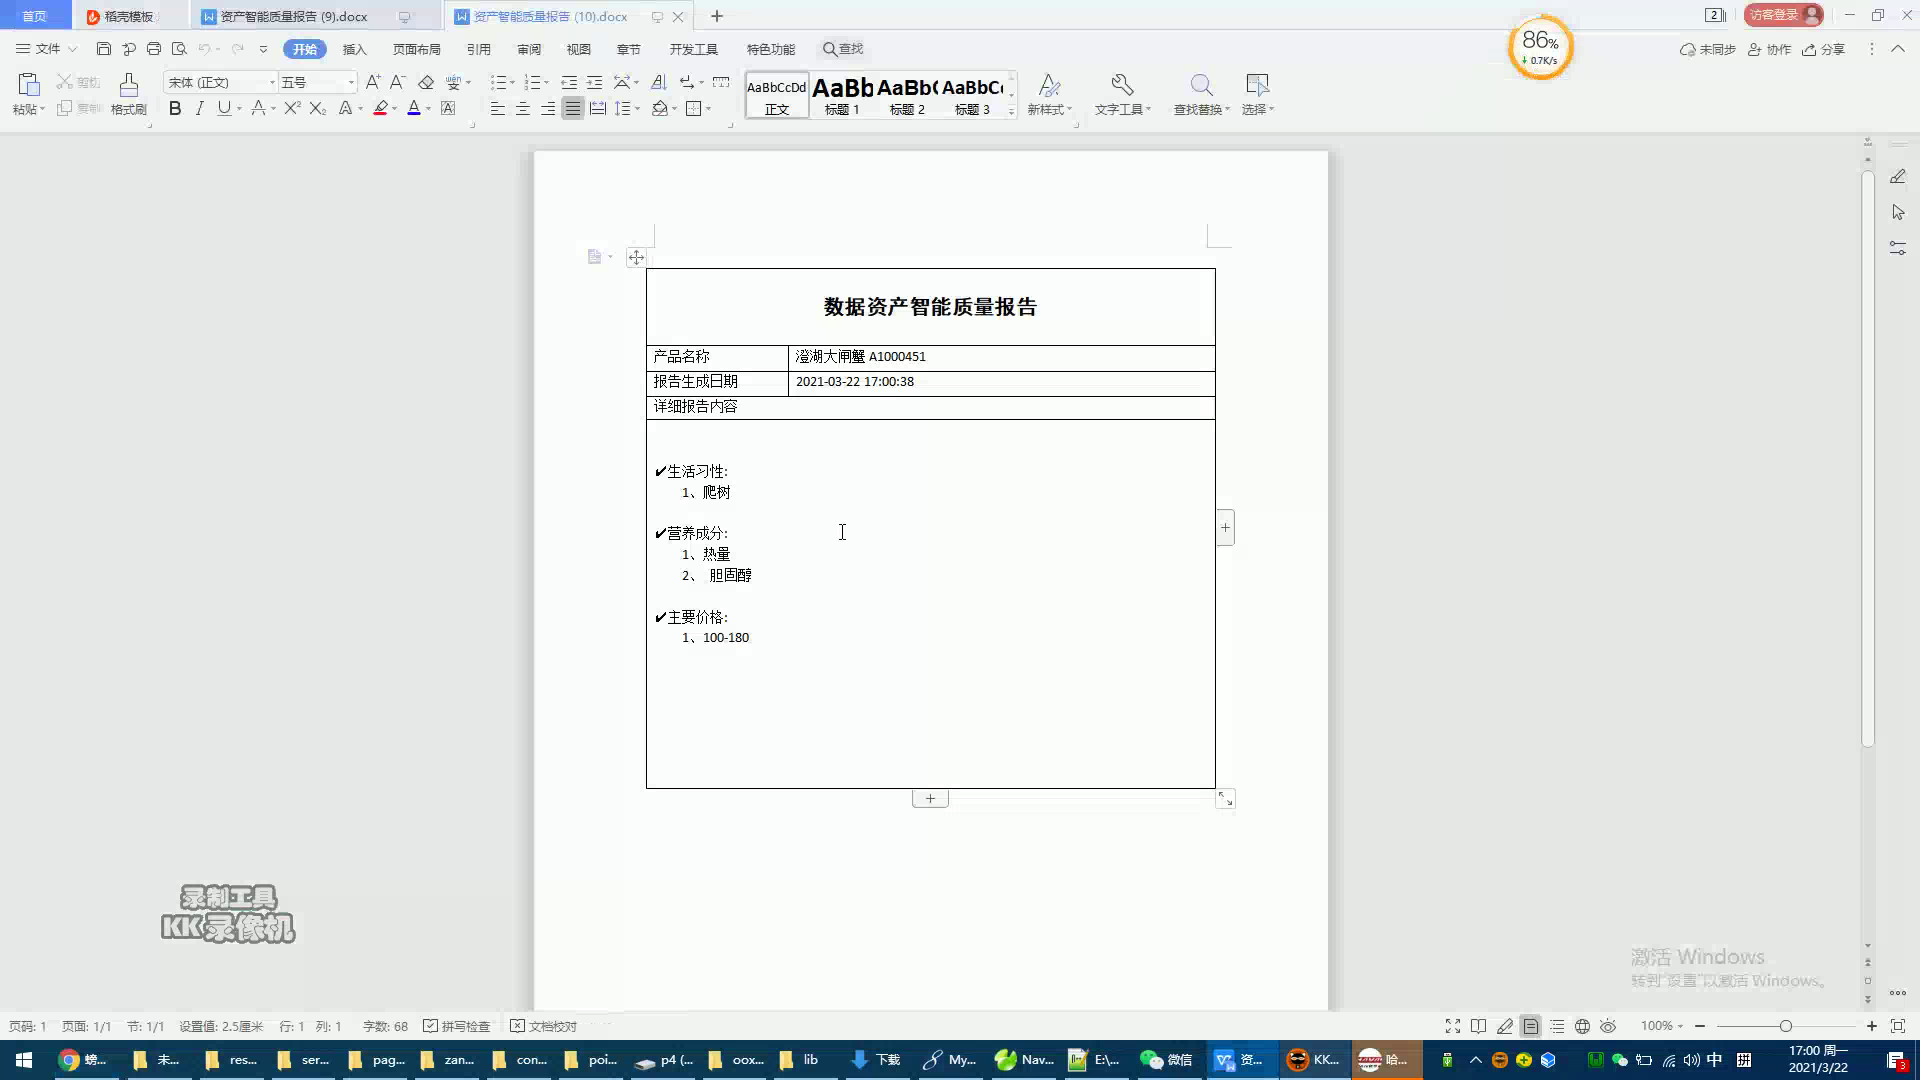 首页
稻壳模板
资产智能质量报告 (9).docx
资产智能质量报告 (10).docx
2
访客登录
文件
开始
插入
页面布局
引用
审阅
视图
章节
开发工具
特色功能
查找
86%
0.7K/s
未同步
协作
分享
粘贴
剪切
复制
格式刷
宋体 (正文)
五号
AaBbCcDd
正文
AaBb
标题 1
AaBb(
标题 2
AaBbC(
标题 3
新样式
文字工具
查找替换
选择
数据资产智能质量报告
产品名称
澄湖大闸蟹 A1000451
报告生成日期
2021-03-22 17:00:38
详细报告内容
✔生活习性:
1、爬树
✔营养成分:
1、热量
2、 胆固醇
✔主要价格:
1、100-180
录制工具
KK录像机
激活 Windows
转到"设置"以激活 Windows。
页码: 1
页面: 1/1
节: 1/1
设置值: 2.5厘米
行: 1
列: 1
字数: 68
拼写检查
文档校对
100%
螃...
未...
res...
ser...
pag...
zan...
con...
poi...
p4 (...
oox...
lib
下载
My...
Nav...
E:\...
微信
资...
KK...
哈...
中
拼
17:00 周一
2021/3/22
3